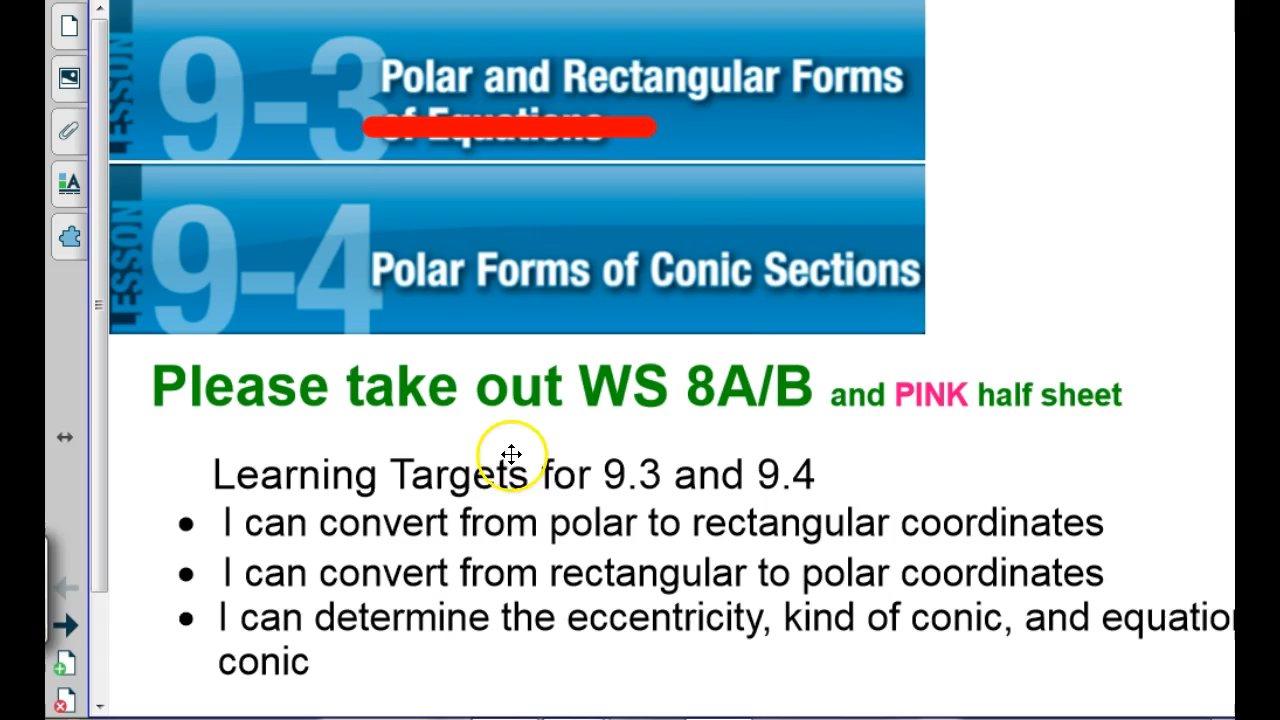 LESSON 9-3 Polar and Rectangular Forms
of Equations
LESSON 9-4 Polar Forms of Conic Sections
Please take out WS 8A/B and PINK half sheet
Learning Targets for 9.3 and 9.4
• I can convert from polar to rectangular coordinates
• I can convert from rectangular to polar coordinates
• I can determine the eccentricity, kind of conic, and equatio
conic